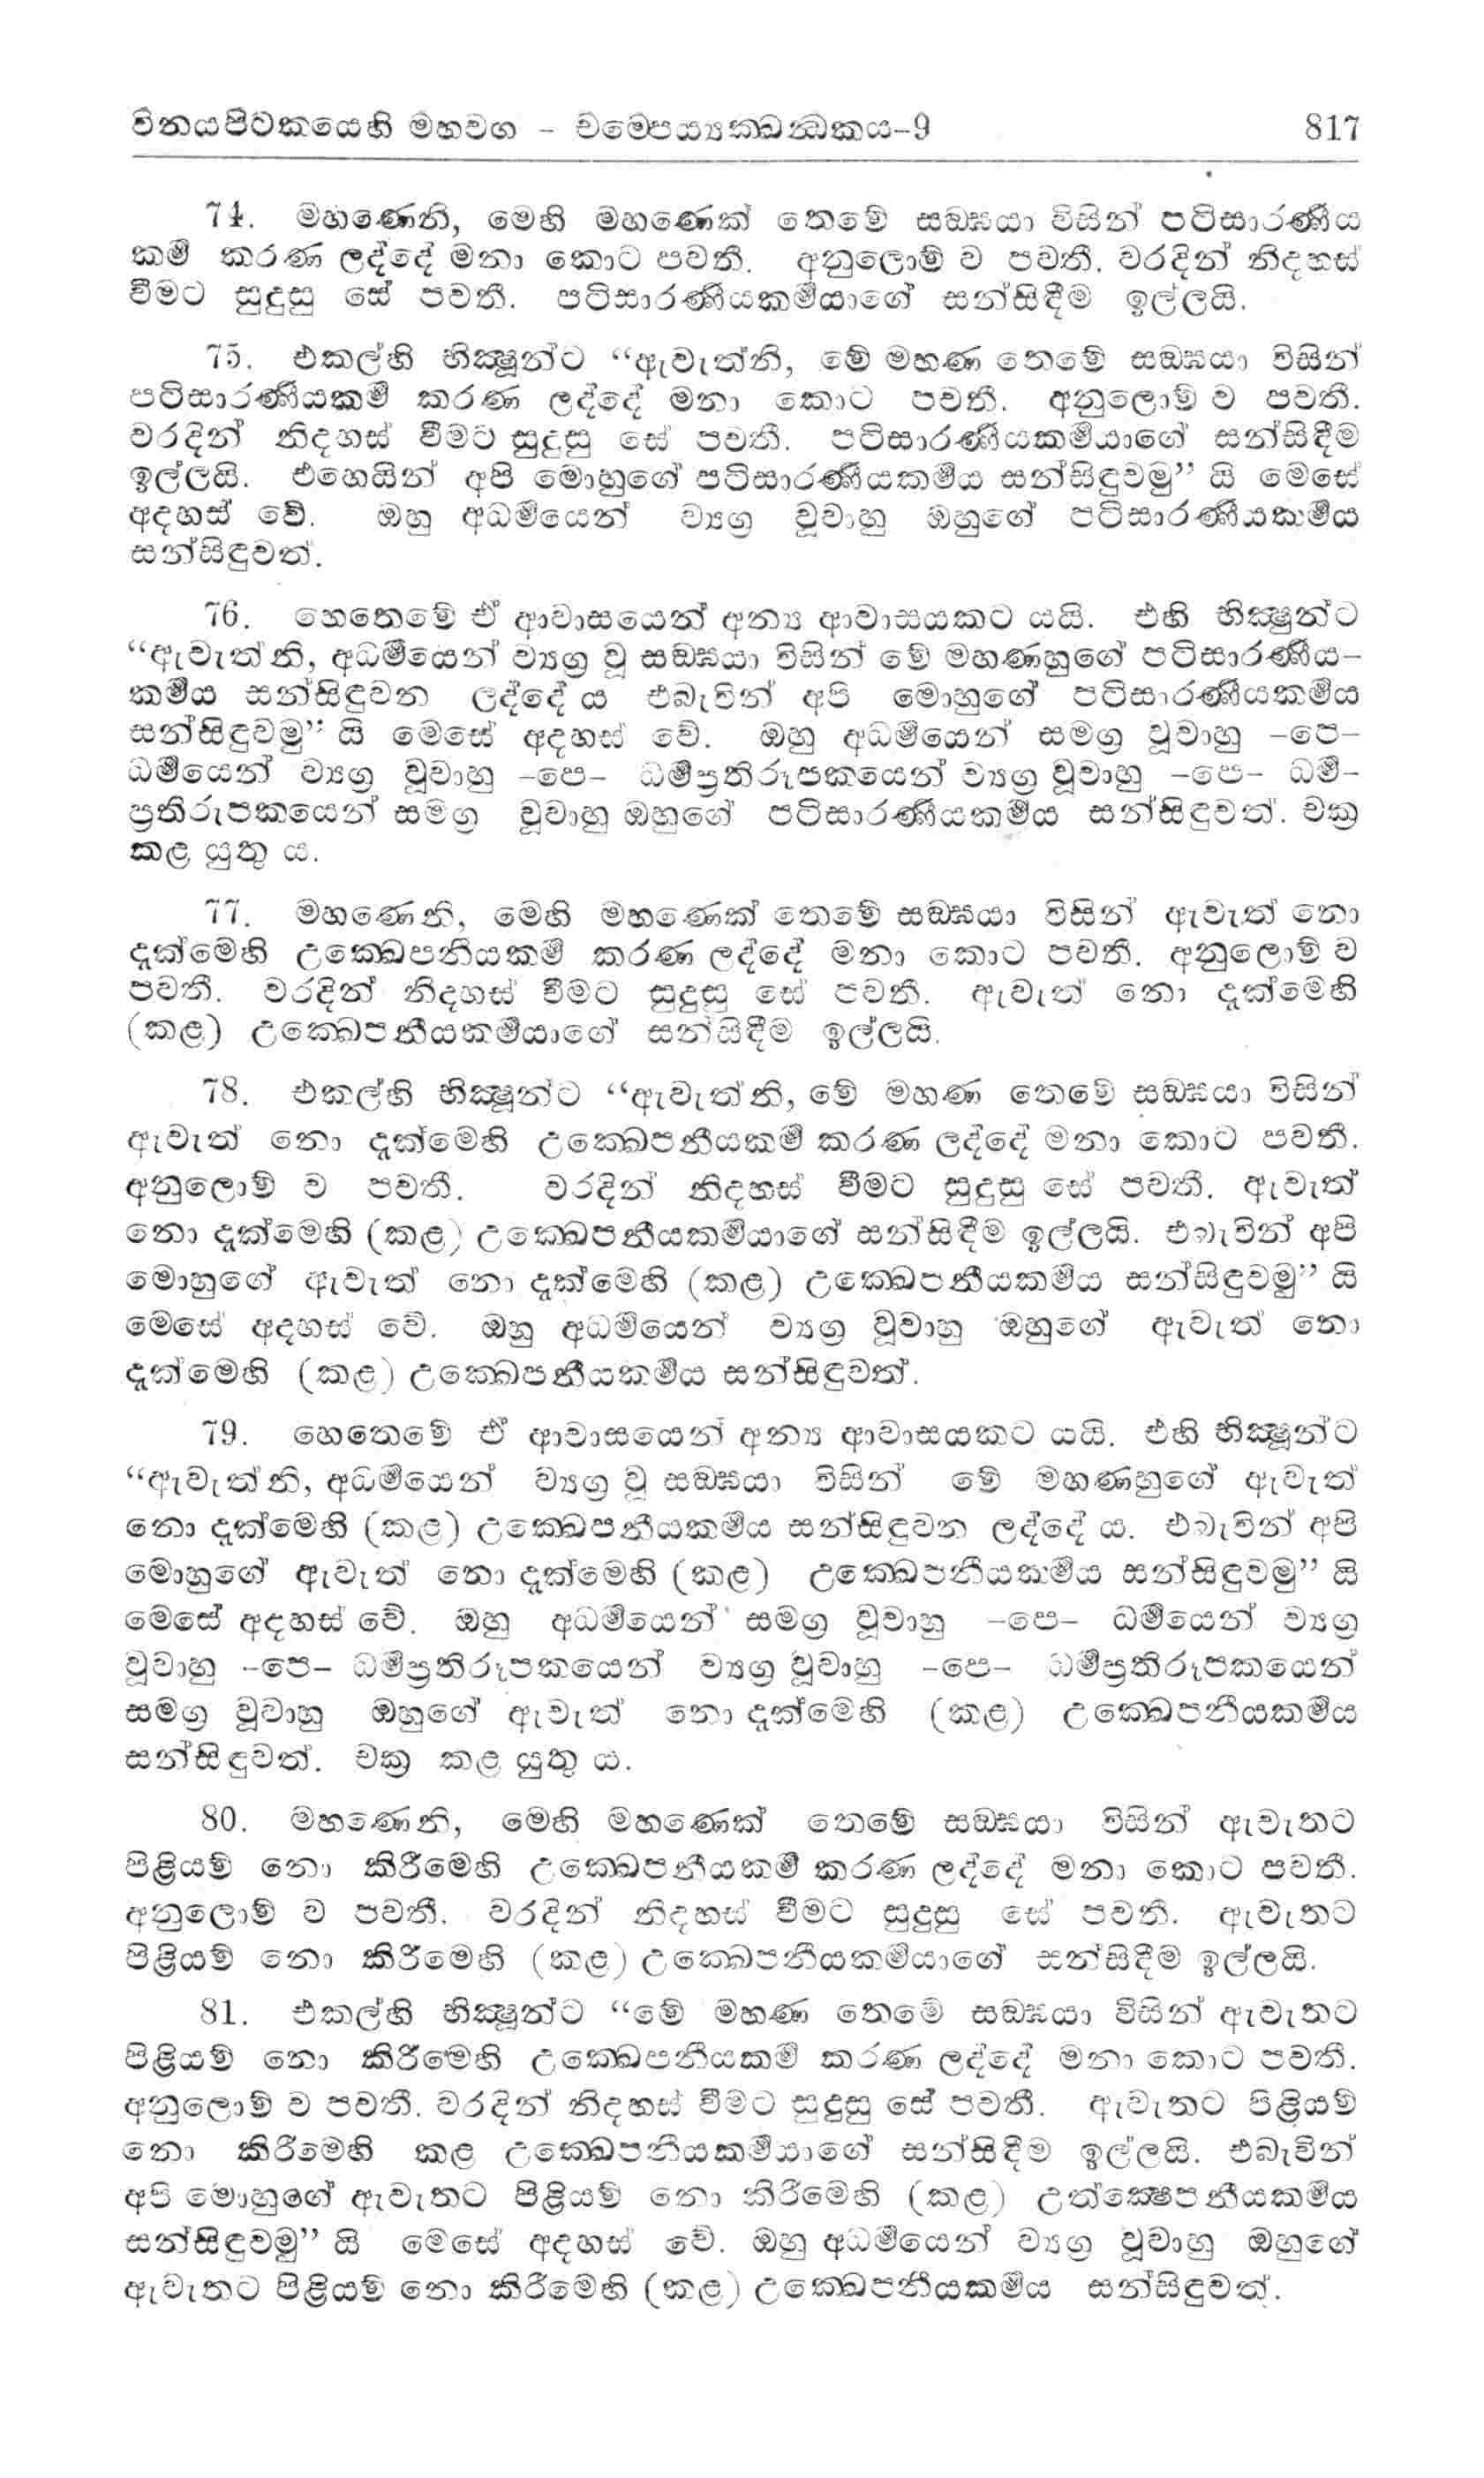 විනයපිටකයෙහි මහවග - චම්පෙය්‍යක්ඛන්ධකය-9 817
74. මහණෙනි, මෙහි මහණෙක් තෙමේ සඞ්ඝයා විසින් පටිසාරණීය
කර්ම කරණ ලද්දේ මනා කොට පවතී. අනුලොම් ව පවතී. වරදින් නිදහස්
වීමට සුදුසු සේ පවතී. පටිසාරණීයකර්මයාගේ සන්සිඳීම ඉල්ලයි.
75. එකල්හි භික්ෂූන්ට “ඇවැත්නි, මේ මහණ තෙමේ සඞ්ඝයා විසින්
පටිසාරණීයකර්ම කරණ ලද්දේ මනා කොට පවතී. අනුලොම් ව පවතී.
වරදින් නිදහස් වීමට සුදුසු සේ පවතී. පටිසාරණීයකර්මයාගේ සන්සිඳීම
ඉල්ලයි. එහෙයින් අපි මොහුගේ පටිසාරණීයකර්මය සන්සිඳුවමු” යි මෙසේ
අදහස් වේ. ඔහු අධර්මයෙන් ව්‍යග්‍ර වූවාහු ඔහුගේ පටිසාරණීයකර්මය
සන්සිඳුවත්.
76. හෙතෙමේ ඒ ආවාසයෙන් අන්‍ය ආවාසයකට යයි. එහි භික්ෂුන්ට
“ඇවැත්නි, අධර්මයෙන් ව්‍යග්‍ර වූ සඞ්ඝයා විසින් මේ මහණහුගේ පටිසාරණීය-
කර්මය සන්සිඳුවන ලද්දේ ය එබැවින් අපි මොහුගේ පටිසාරණීයකර්මය
සන්සිඳුවමු” යි මෙසේ අදහස් වේ. ඔහු අධර්මයෙන් සමග්‍ර වූවාහු -පෙ-
ධර්මයෙන් ව්‍යග්‍ර වූවාහු -පෙ- ධර්මප්‍රතිරූපකයෙන් ව්‍යග්‍ර වූවාහු -පෙ- ධර්ම-
ප්‍රතිරුපකයෙන් සමග්‍ර වූවාහු ඔහුගේ පටිසාරණීයකර්මය සන්සිඳුවත්. චක්‍ර
කළ යුතු ය.
77. මහණෙනි, මෙහි මහණෙක් තෙමේ සඞ්ඝයා විසින් ඇවැත් නො
දැක්මෙහි උක්ඛෙපනීයකර්ම කරණ ලද්දේ මනා කොට පවතී. අනුලොම් ව
පවතී. වරදින් නිදහස් වීමට සුදුසු සේ පවතී. ඇවැත් නො දැක්මෙහි
(කළ) උක්ඛෙපනීයකර්මයාගේ සන්සිඳීම ඉල්ලයි.
78. එකල්හි භික්ෂූන්ට “ඇවැත්නි, මේ මහණ තෙමේ සඞ්ඝයා විසින්
ඇවැත් නො දැක්මෙහි උක්ඛෙපනීයකර්ම කරණ ලද්දේ මනා කොට පවතී.
අනුලොම් ව පවතී. වරදින් නිදහස් වීමට සුදුසු සේ පවතී. ඇවැත්
නො දැක්මෙහි (කළ) උක්ඛෙපනීයකර්මයාගේ සන්සිඳීම ඉල්ලයි. එබැවින් අපි
මොහුගේ ඇවැත් නො දැක්මෙහි (කළ) උක්ඛෙපනීයකර්මය සන්සිඳුවමු” යි
මෙසේ අදහස් වේ. ඔහු අධර්මයෙන් ව්‍යග්‍ර වූවාහු ඔහුගේ ඇවැත් නො
දැක්මෙහි (කළ) උක්ඛෙපනීයකර්මය සන්සිඳුවත්.
79. හෙතෙමේ ඒ ආවාසයෙන් අන්‍ය ආවාසයකට යයි. එහි භික්ෂූන්ට
“ඇවැත්නි, අධර්මයෙන් ව්‍යග්‍ර වූ සඞ්ඝයා විසින් මේ මහණහුගේ ඇවැත්
නො දැක්මෙහි (කළ) උක්ඛෙපනීයකර්මය සන්සිඳුවන ලද්දේ ය. එබැවින් අපි
මොහුගේ ඇවැත් නො දැක්මෙහි (කළ) උක්ඛෙපනීයකර්මය සන්සිඳුවමු” යි
මෙසේ අදහස් වේ. ඔහු අධර්මයෙන් සමග්‍ර වූවාහු -පෙ- ධර්මයෙන් ව්‍යග්‍ර
වූවාහු -පෙ- ධර්මප්‍රතිරූපකයෙන් ව්‍යග්‍ර වූවාහු -පෙ- ධර්මප්‍රතිරූපකයෙන්
සමග්‍ර වූවාහු ඔහුගේ ඇවැත් නො දැක්මෙහි (කළ) උක්ඛෙපනීයකර්මය
සන්සිඳුවත්. චක්‍ර කළ යුතු ය.
80. මහණෙනි, මෙහි මහණෙක් තෙමේ සඞ්ඝයා විසින් ඇවැතට
පිළියම් නො කිරීමෙහි උක්ඛෙපනීයකර්ම කරණ ලද්දේ මනා කොට පවතී.
අනුලොම් ව පවතී. වරදින් නිදහස් වීමට සුදුසු සේ පවතී. ඇවැතට
පිළියම් නො කිරීමෙහි (කළ) උක්ඛෙපනීයකර්මයාගේ සන්සිදීම ඉල්ලයි.
81. එකල්හි භික්ෂූන්ට “මේ මහණ තෙමේ සඞ්ඝයා විසින් ඇවැතට
පිළියම් නො කිරීමෙහි උක්ඛෙපනීයකර්ම කරණ ලද්දේ මනා කොට පවතී.
අනුලොම් ව පවතී. වරදින් නිදහස් වීමට සුදුසු සේ පවතී. ඇවැතට පිළියම්
නො කිරීමෙහි කළ උක්ඛෙපනීයකර්මයාගේ සන්සිඳීම ඉල්ලයි. එබැවින්
අපි මොහුගේ ඇවැතට පිළියම් නො කිරීමෙහි (කළ) උත්ක්ෂෙපනීයකර්මය
සන්සිඳුවමු” යි මෙසේ අදහස් වේ. ඔහු අධර්මයෙන් ව්‍යග්‍ර වූවාහු ඔහුගේ
ඇවැතට පිළියම් නො කිරීමෙහි (කළ) උක්ඛෙපනීයකර්මය සන්සිඳුවත්.